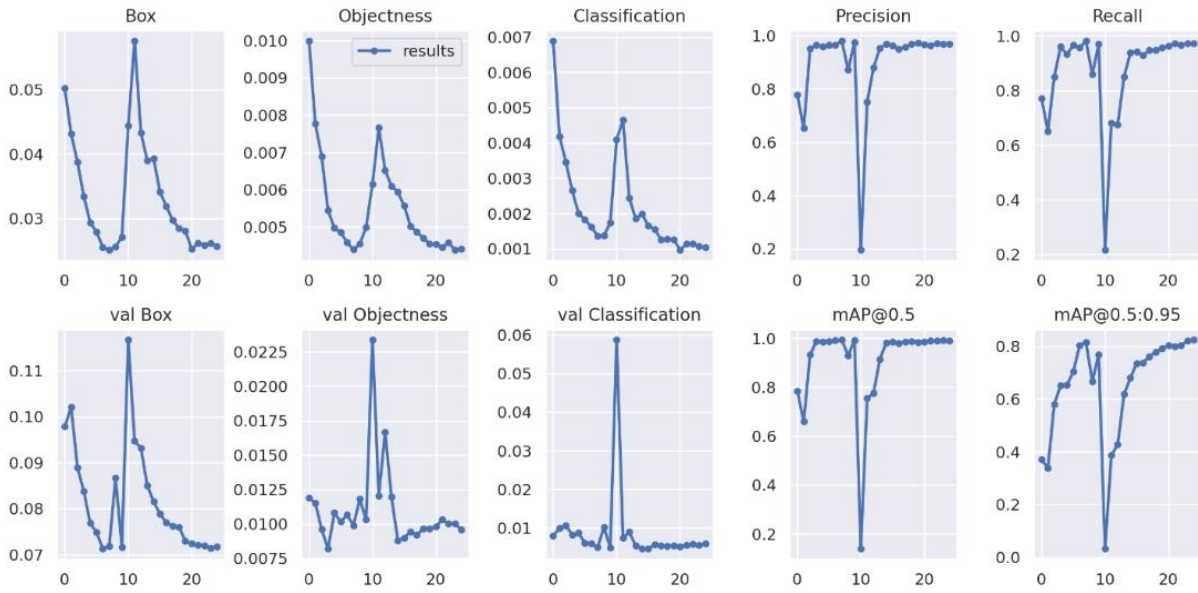 Box
Objectness
Classification
Precision
Recall
results
0.05
0.04
0.03
0 10 20
0.010
0.009
0.008
0.007
0.006
0.005
0 10 20
0.007
0.006
0.005
0.004
0.003
0.002
0.001
0 10 20
1.0
0.8
0.6
0.4
0.2
0 10 20
1.0
0.8
0.6
0.4
0.2
0 10 20
val Box
val Objectness
val Classification
mAP@0.5
mAP@0.5:0.95
0.11
0.10
0.09
0.08
0.07
0 10 20
0.0225
0.0200
0.0175
0.0150
0.0125
0.0100
0.0075
0 10 20
0.06
0.05
0.04
0.03
0.02
0.01
0 10 20
1.0
0.8
0.6
0.4
0.2
0 10 20
0.8
0.6
0.4
0.2
0.0
0 10 20